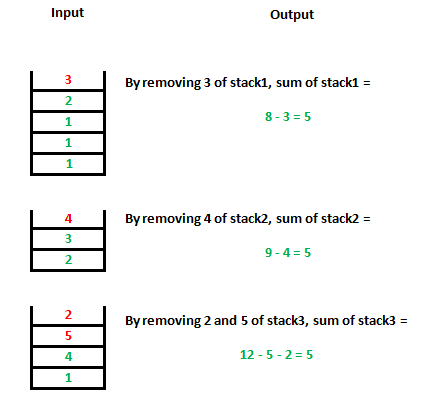 Input
Output
3
By removing 3 of stack1, sum of stack1 =
2
8 - 3 = 5
1
1
1
4
By removing 4 of stack2, sum of stack2 =
3
9 - 4 = 5
2
2
By removing 2 and 5 of stack3, sum of stack3 =
5
12 - 5 - 2 = 5
4
1